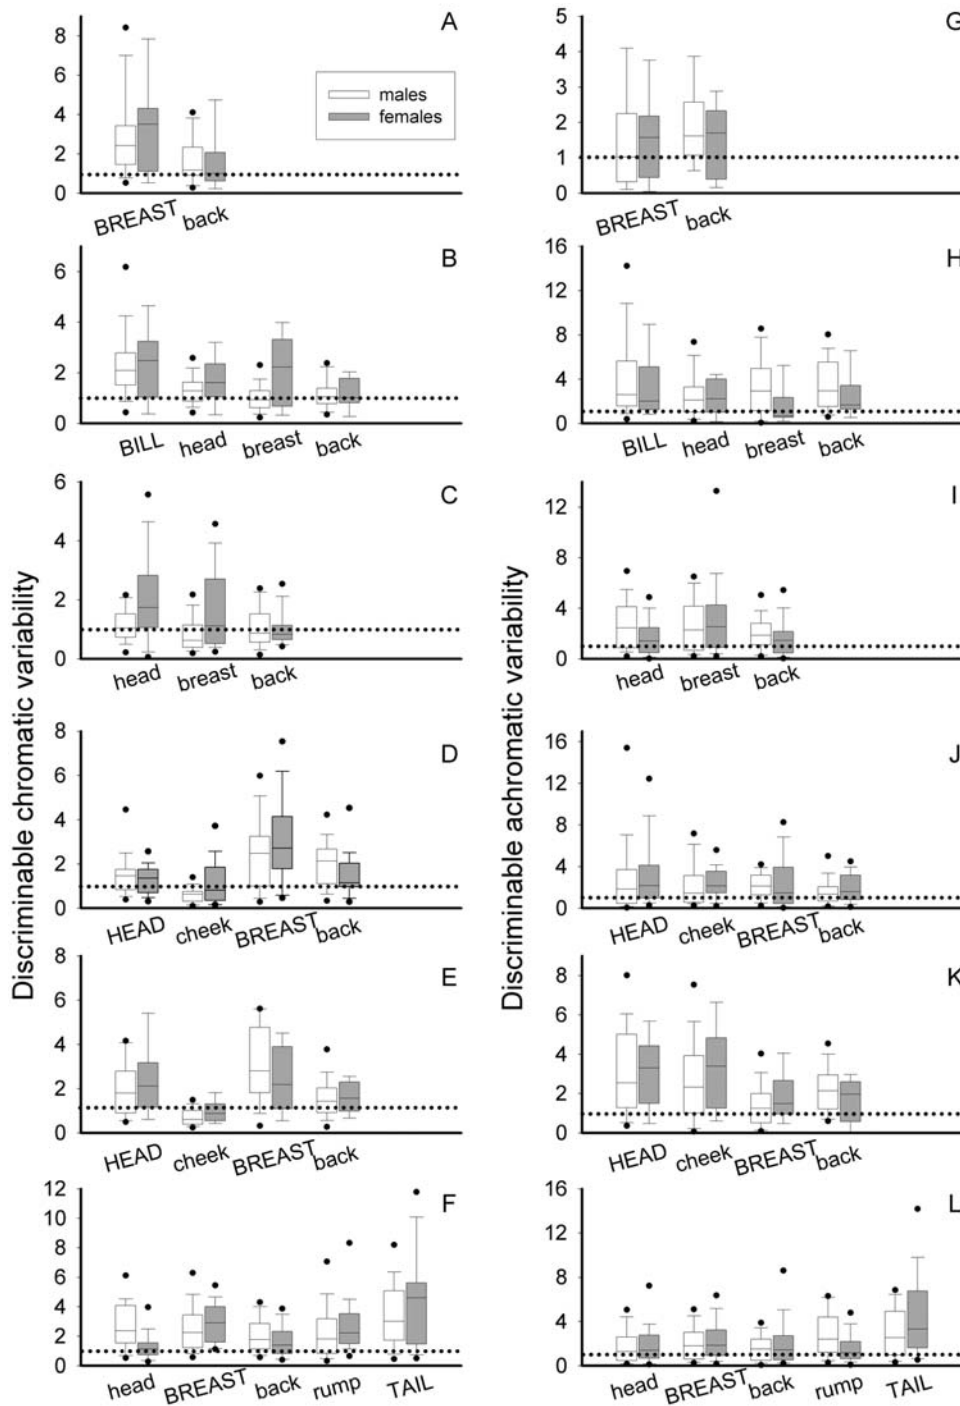 Discriminable chromatic variability
Discriminable achromatic variability
A
8
6
4
2
0
males
females
BREAST back
G
5
4
3
2
1
0
BREAST back
B
6
4
2
0
BILL head breast back
H
16
12
8
4
0
BILL head breast back
C
6
4
2
0
head breast back
I
12
8
4
0
head breast back
D
8
6
4
2
0
HEAD cheek BREAST back
J
16
12
8
4
0
HEAD cheek BREAST back
E
8
6
4
2
0
HEAD cheek BREAST back
K
8
6
4
2
0
HEAD cheek BREAST back
F
12
10
8
6
4
2
0
head BREAST back rump TAIL
L
16
12
8
4
0
head BREAST back rump TAIL